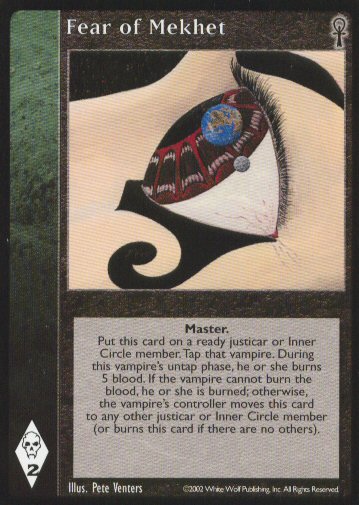 Fear of Mekhet
Master.
Put this card on a ready justicar or Inner
Circle member. Tap that vampire. During
this vampire's untap phase, he or she burns
5 blood. If the vampire cannot burn the
blood, he or she is burned; otherwise,
the vampire's controller moves this card
to any other justicar or Inner Circle member
(or burns this card if there are no others).
2
Illus. Pete Venters
©2002 White Wolf Publishing, Inc. All Rights Reserved.